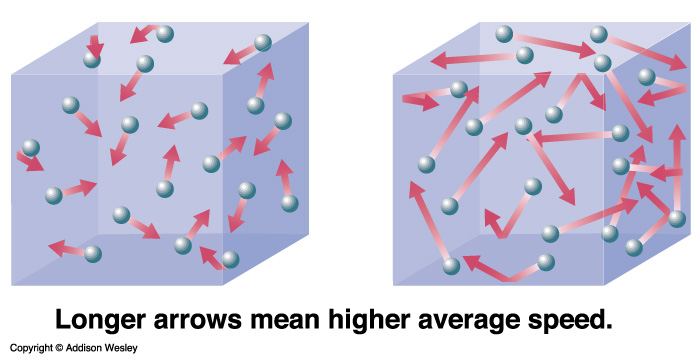 Longer arrows mean higher average speed.
Copyright © Addison Wesley